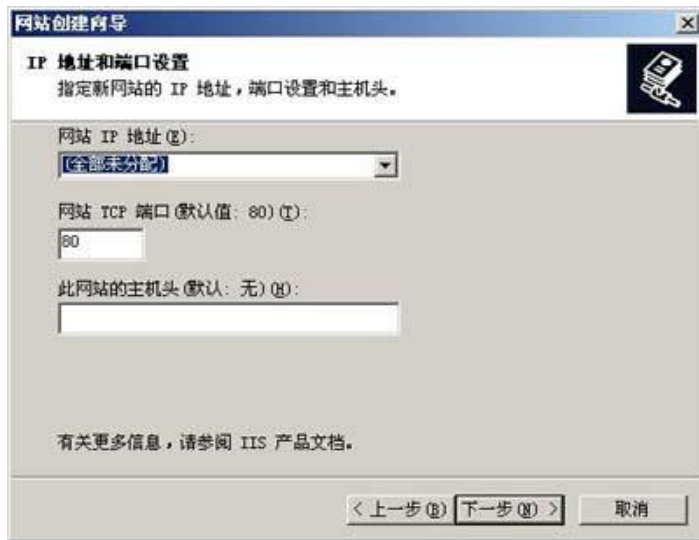 网站创建向导
IP 地址和端口设置
指定新网站的 IP 地址，端口设置和主机头。
网站 IP 地址(E):
(全部未分配)
网站 TCP 端口(默认值: 80)(T):
80
此网站的主机头(默认: 无)(H):
有关更多信息，请参阅 IIS 产品文档。
< 上一步(B) 下一步(N) > 取消